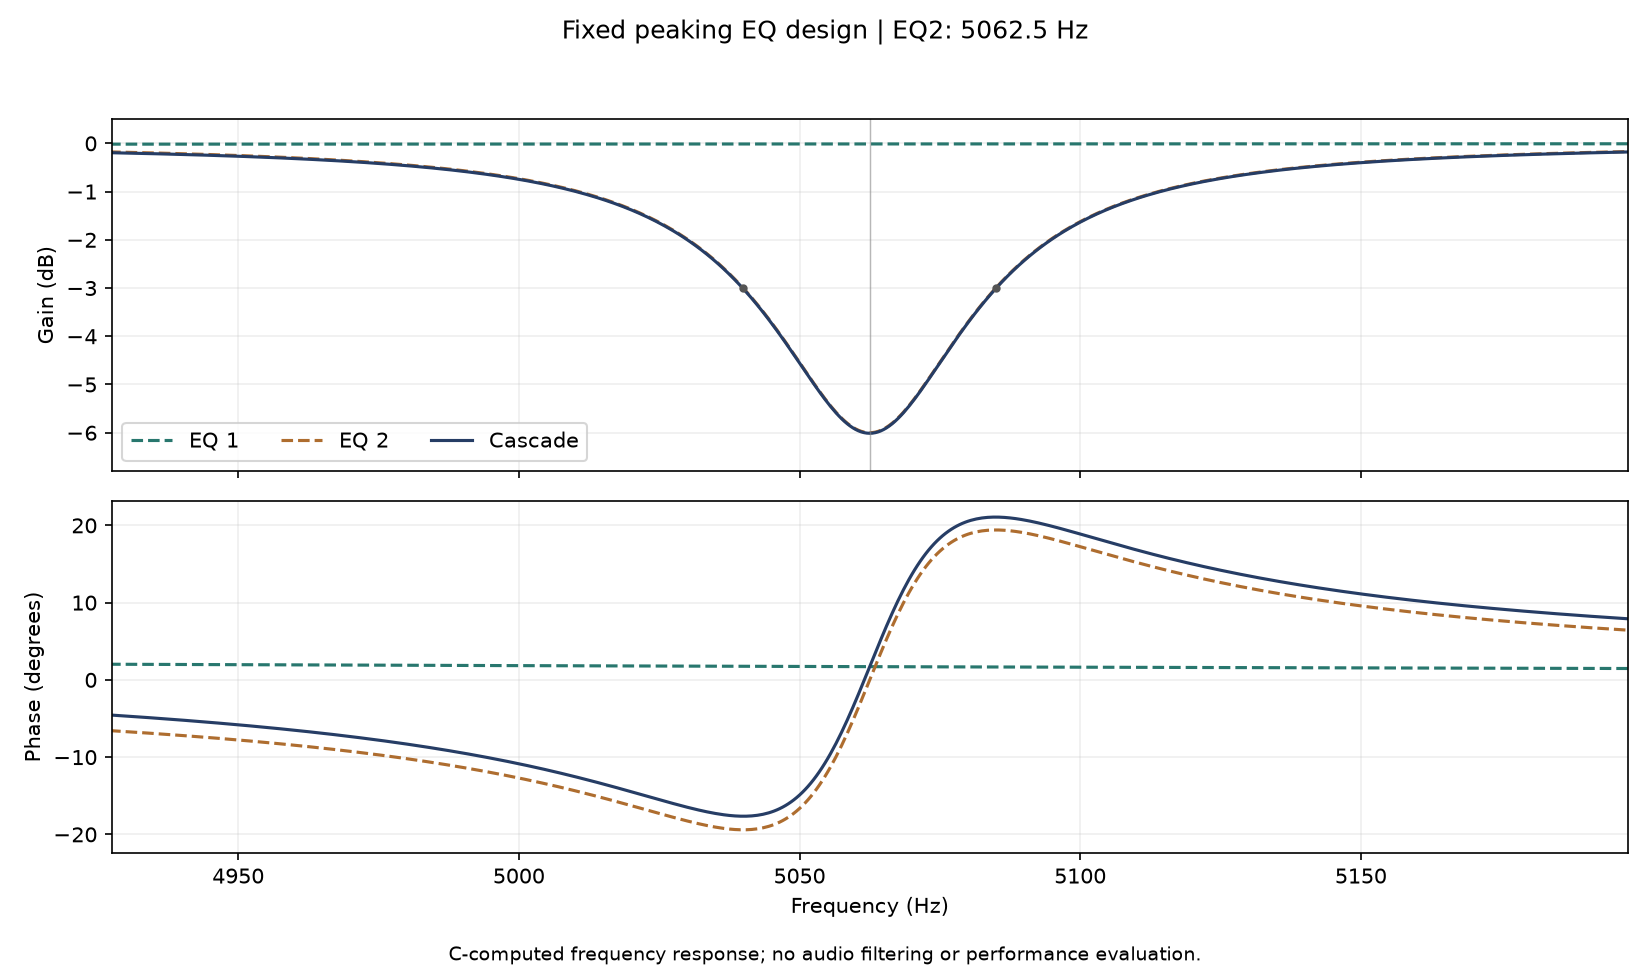 Fixed peaking EQ design | EQ2: 5062.5 Hz
Gain (dB)
0
−1
−2
−3
−4
−5
−6
EQ 1 EQ 2 Cascade
Phase (degrees)
20
10
0
−10
−20
4950 5000 5050 5100 5150
Frequency (Hz)
C-computed frequency response; no audio filtering or performance evaluation.